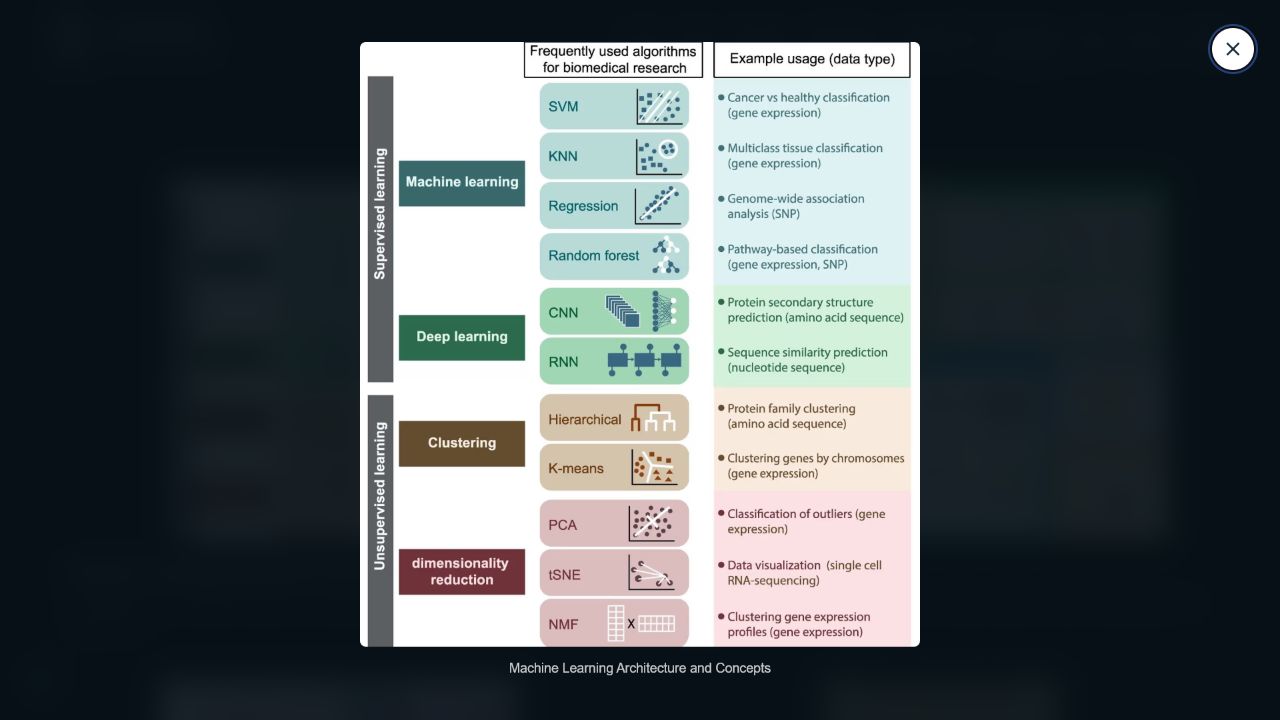 Frequently used algorithms
for biomedical research
Example usage (data type)
Supervised learning
Machine learning
SVM
Cancer vs healthy classification
(gene expression)
KNN
Multiclass tissue classification
(gene expression)
Regression
Genome-wide association
analysis (SNP)
Random forest
Pathway-based classification
(gene expression, SNP)
Deep learning
CNN
Protein secondary structure
prediction (amino acid sequence)
RNN
Sequence similarity prediction
(nucleotide sequence)
Unsupervised learning
Clustering
Hierarchical
Protein family clustering
(amino acid sequence)
K-means
Clustering genes by chromosomes
(gene expression)
dimensionality
reduction
PCA
Classification of outliers (gene
expression)
tSNE
Data visualization (single cell
RNA-sequencing)
NMF
X
Clustering gene expression
profiles (gene expression)
Machine Learning Architecture and Concepts